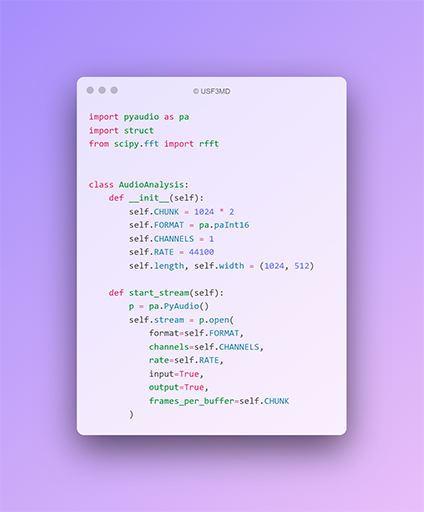 © USF3MD
import pyaudio as pa
import struct
from scipy.fft import rfft
class AudioAnalysis:
    def __init__(self):
        self.CHUNK = 1024 * 2
        self.FORMAT = pa.paInt16
        self.CHANNELS = 1
        self.RATE = 44100
        self.length, self.width = (1024, 512)
    def start_stream(self):
        p = pa.PyAudio()
        self.stream = p.open(
            format=self.FORMAT,
            channels=self.CHANNELS,
            rate=self.RATE,
            input=True,
            output=True,
            frames_per_buffer=self.CHUNK
        )